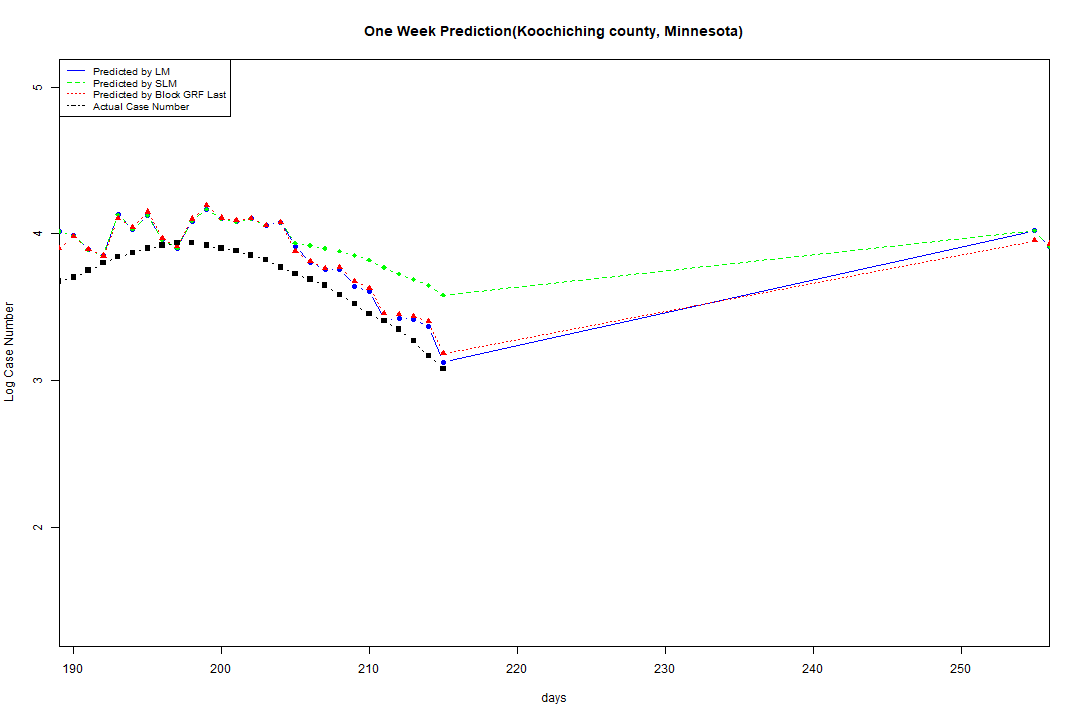 One Week Prediction(Koochiching county, Minnesota)
Predicted by LM
Predicted by SLM
Predicted by Block GRF Last
Actual Case Number
5
4
3
2
Log Case Number
190 200 210 220 230 240 250
days